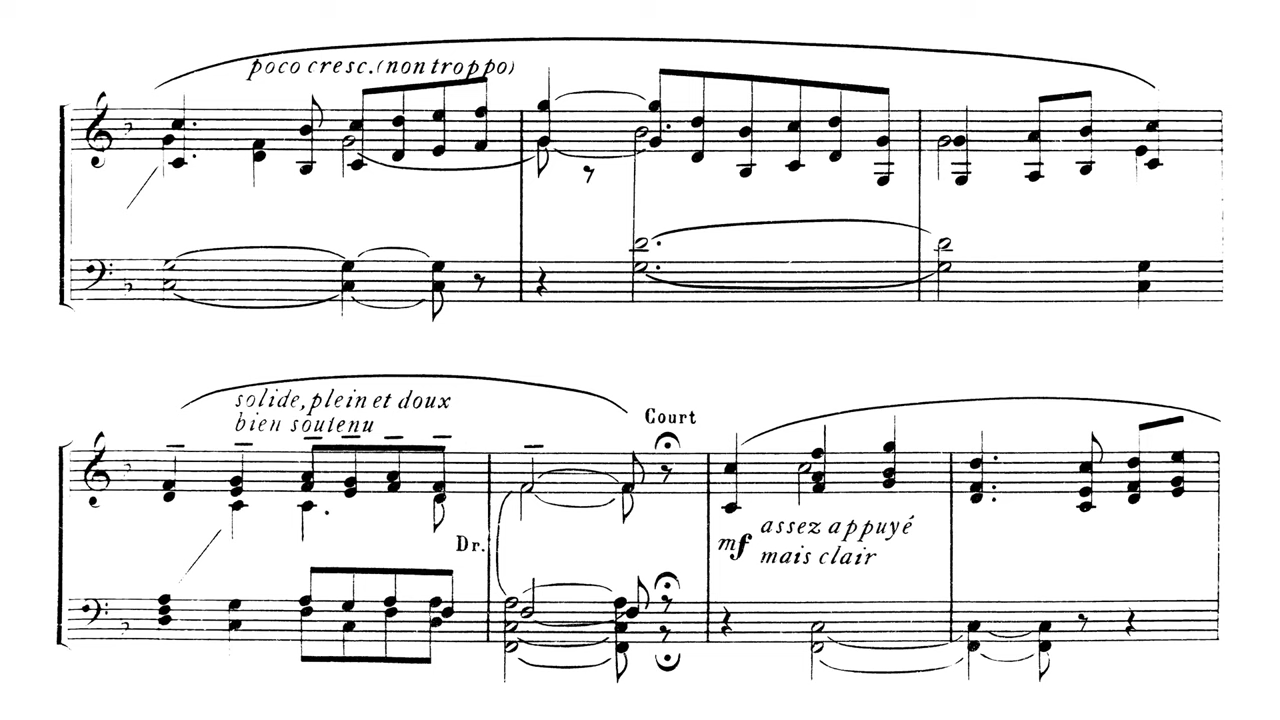 poco cresc. (non troppo)
solide, plein et doux
bien soutenu
Court
Dr.
mf
assez appuyé
mais clair